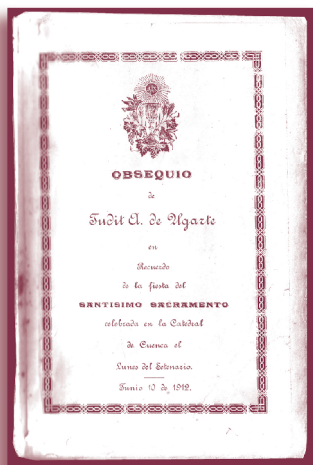 OBSEQUIO
de
Judit A. de Ugarte
en
Recuerdo
de la fiesta del
SANTISIMO SACRAMENTO
celebrada en la Catedral
de Cuenca el
Lunes del Setenario.
Junio 10 de 1912.